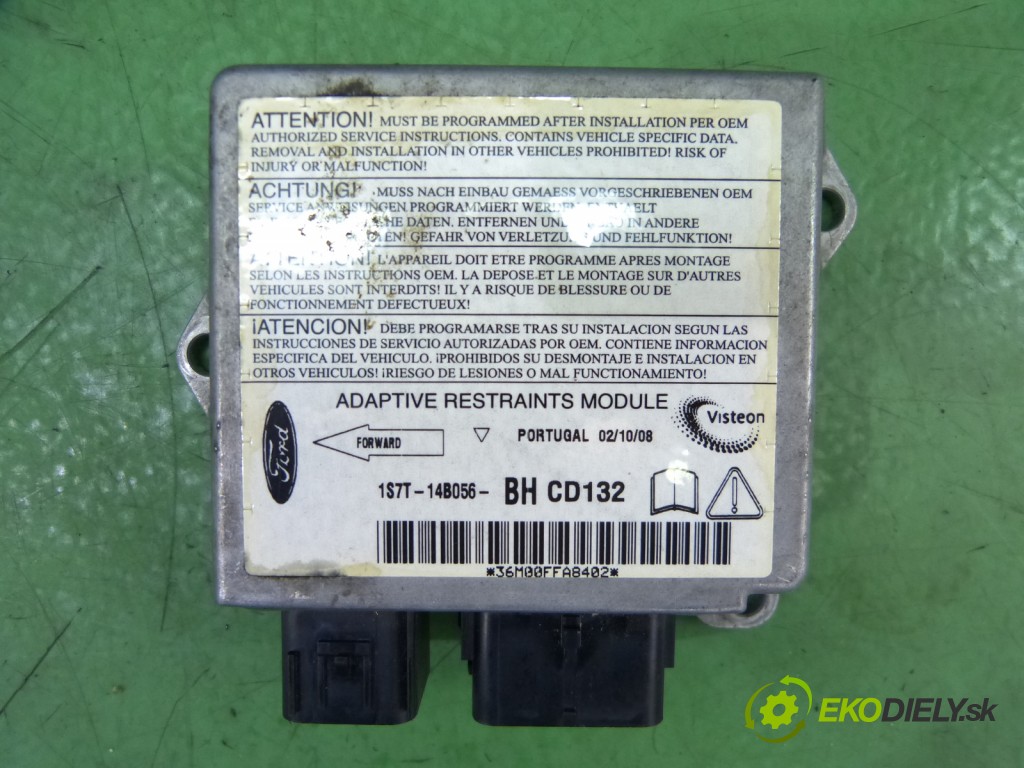 ATTENTION! MUST BE PROGRAMMED AFTER INSTALLATION PER OEM
AUTHORIZED SERVICE INSTRUCTIONS. CONTAINS VEHICLE SPECIFIC DATA.
REMOVAL AND INSTALLATION IN OTHER VEHICLES PROHIBITED! RISK OF
INJURY OR MALFUNCTION!
ACHTUNG! MUSS NACH EINBAU GEMAESS VORGESCHRIEBENEN OEM
SERVICE PROGRAMMIERT WERDEN.
DATEN. ENTFERNEN IN ANDERE
GEFAHR VON UND FEHLFUNKTION!
L'APPAREIL DOIT ETRE PROGRAMME APRES MONTAGE
SELON LES INSTRUCTIONS OEM. LA DEPOSE ET LE MONTAGE SUR D'AUTRES
VEHICULES SONT INTERDITS! IL Y A RISQUE DE BLESSURE OU DE
FONCTIONNEMENT DEFECTUEUX!
¡ATENCION! DEBE PROGRAMARSE TRAS SU INSTALACION SEGUN LAS
INSTRUCCIONES DE SERVICIO AUTORIZADAS POR OEM. CONTIENE INFORMACION
ESPECIFICA DEL VEHICULO. ¡PROHIBIDOS SU DESMONTAJE E INSTALACION EN
OTROS VEHICULOS! ¡RIESGO DE LESIONES O MAL FUNCTIONAMIENTO!
ADAPTIVE RESTRAINTS MODULE
Visteon
Ford
FORWARD
PORTUGAL 02/10/08
1S7T-14B056- BH CD132
*36M00FFA8402*
EKODIELY.sk